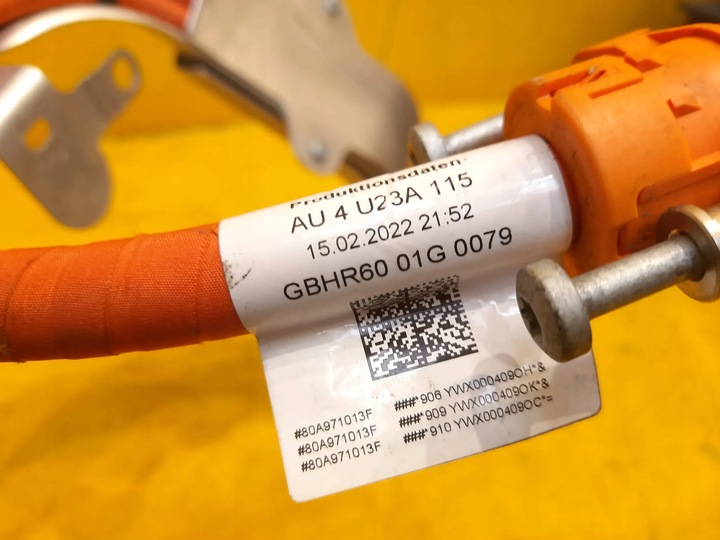 Produktionsdaten
AU 4 U23A 115
15.02.2022 21:52
GBHR60 01G 0079
#80A971013F ###*906 YWX000409OH*&
#80A971013F ###*909 YWX000409OK*&
#80A971013F ###*910 YWX000409OC*=